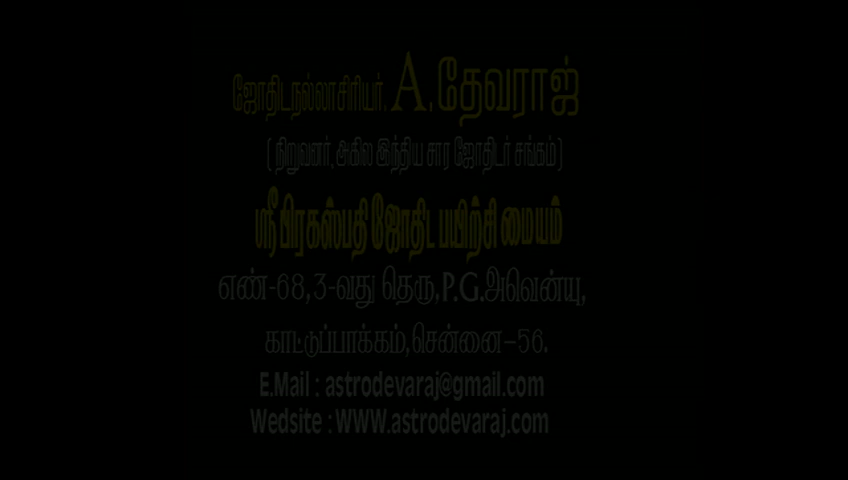 ஜோதிடநல்லாசிரியர். A.தேவராஜ்
( நிறுவனர், அகில இந்திய சார ஜோதிடர் சங்கம்)
ஸ்ரீ பிரகஸ்பதி ஜோதிட பயிற்சி மையம்
எண்-68,3-வது தெரு,P.G.அவென்யு,
காட்டுப்பாக்கம்,சென்னை-56.
E.Mail : astrodevaraj@gmail.com
Wedsite : WWW.astrodevaraj.com